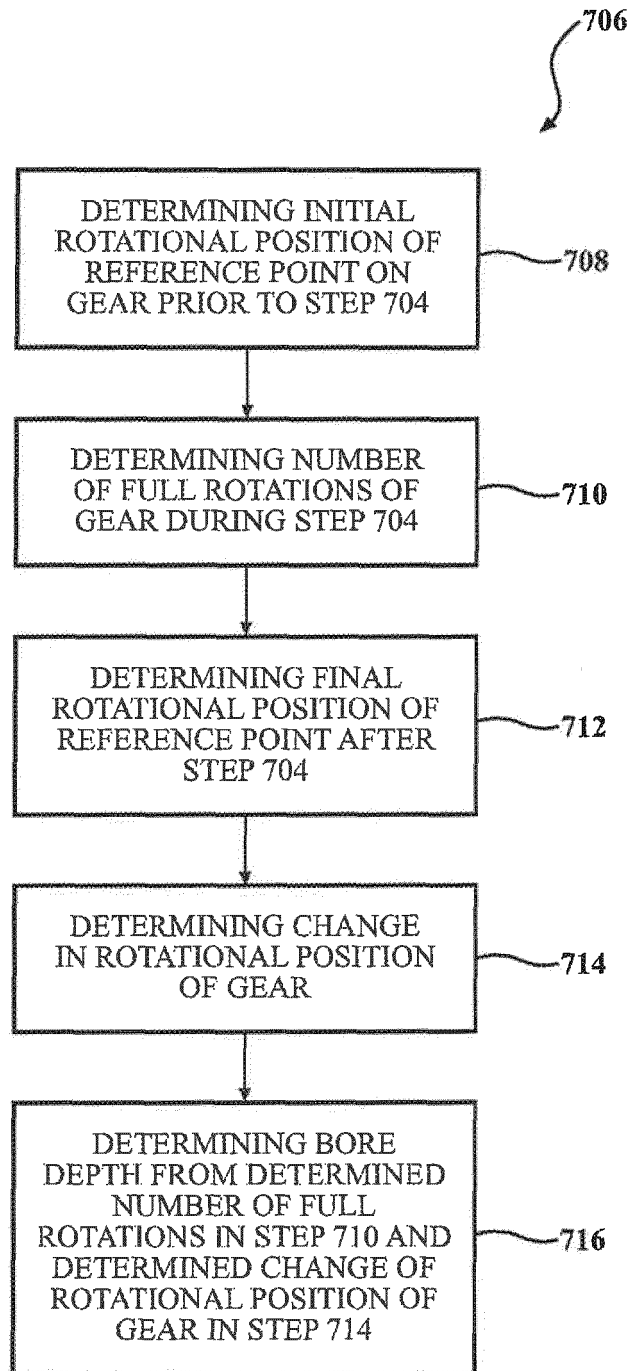 706
DETERMINING INITIAL
ROTATIONAL POSITION OF
REFERENCE POINT ON
GEAR PRIOR TO STEP 704
708
DETERMINING NUMBER
OF FULL ROTATIONS OF
GEAR DURING STEP 704
710
DETERMINING FINAL
ROTATIONAL POSITION OF
REFERENCE POINT AFTER
STEP 704
712
DETERMINING CHANGE
IN ROTATIONAL POSITION
OF GEAR
714
DETERMINING BORE
DEPTH FROM DETERMINED
NUMBER OF FULL
ROTATIONS IN STEP 710 AND
DETERMINED CHANGE OF
ROTATIONAL POSITION OF
GEAR IN STEP 714
716